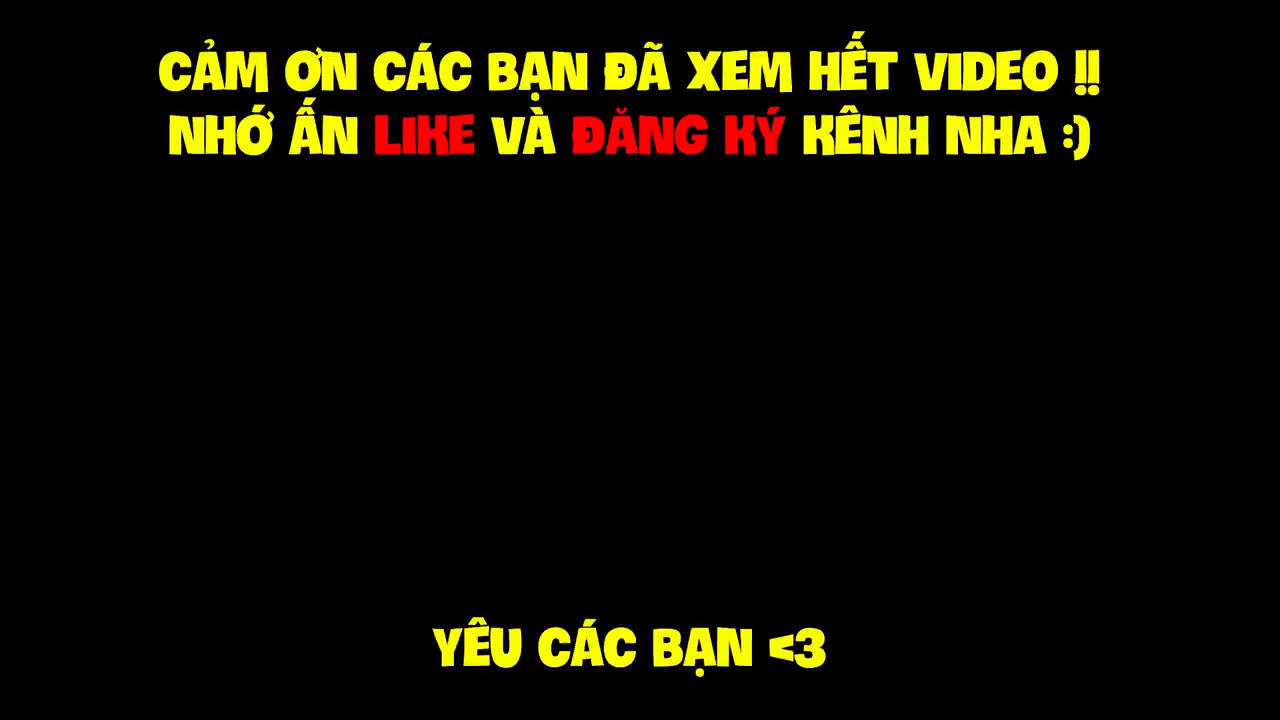 CẢM ƠN CÁC BẠN ĐÃ XEM HẾT VIDEO !!
NHỚ ẤN LIKE VÀ ĐĂNG KÝ KÊNH NHA :)
YÊU CÁC BẠN <3